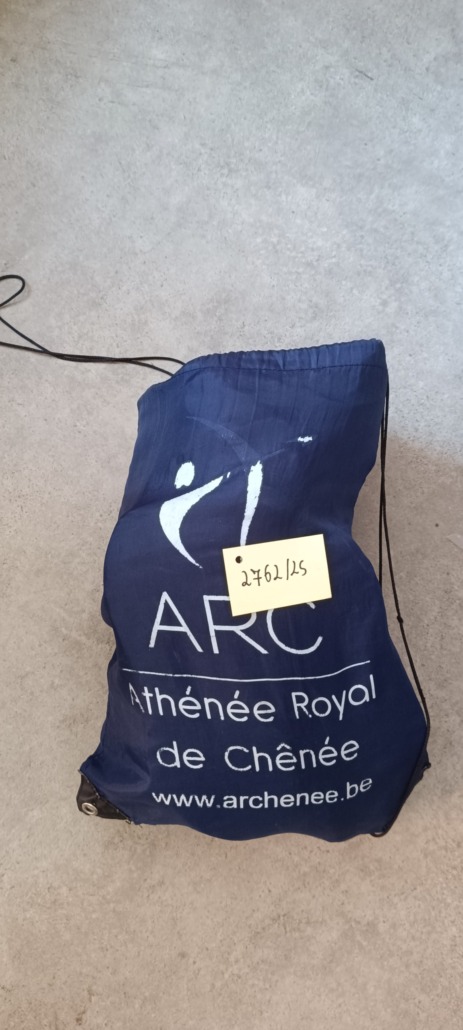 2762/25
ARC
Athénée Royal
de Chênée
www.archenee.be